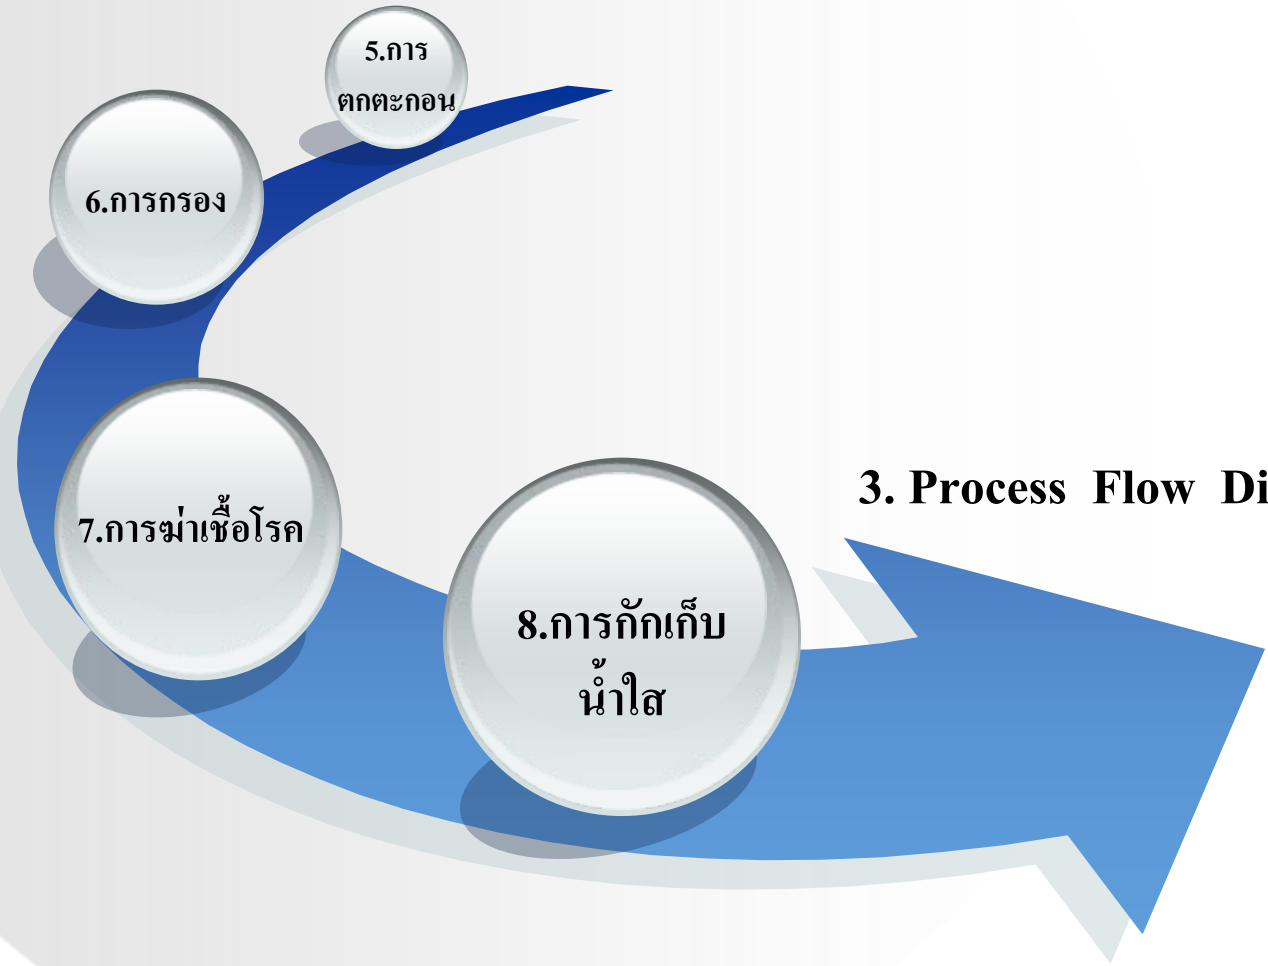 5.การ
ตกตะกอน
6.การกรอง
7.การฆ่าเชื้อโรค
3. Process Flow Di
8.การกักเก็บ
น้ำใส